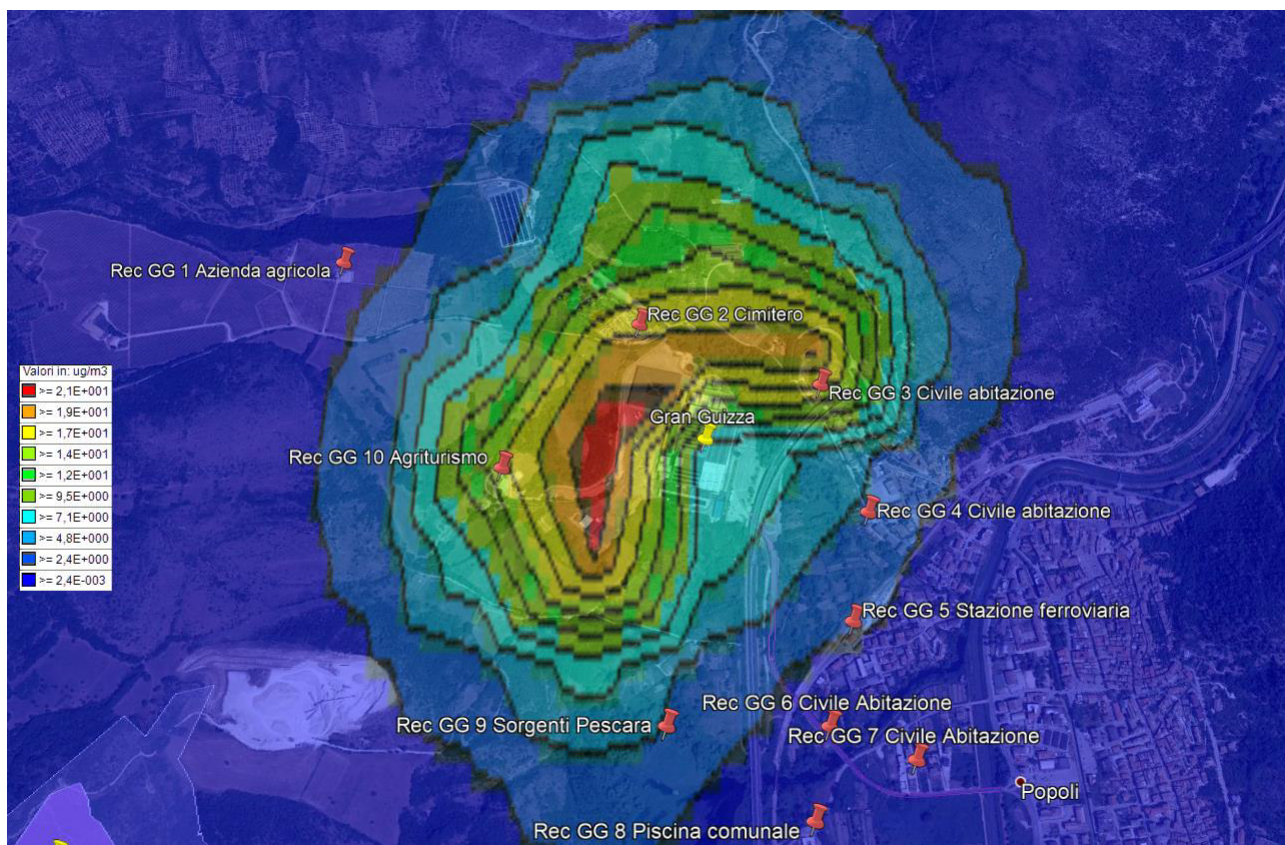 Rec GG 1 Azienda agricola
Rec GG 2 Cimitero
Valori in: ug/m3
>= 2,1E+001
>= 1,9E+001
>= 1,7E+001
>= 1,4E+001
>= 1,2E+001
>= 9,5E+000
>= 7,1E+000
>= 4,8E+000
>= 2,4E+000
>= 2,4E-003
Rec GG 3 Civile abitazione
Gran Guizza
Rec GG 10 Agriturismo
Rec GG 4 Civile abitazione
Rec GG 5 Stazione ferroviaria
Rec GG 6 Civile Abitazione
Rec GG 9 Sorgenti Pescara
Rec GG 7 Civile Abitazione
Popoli
Rec GG 8 Piscina comunale